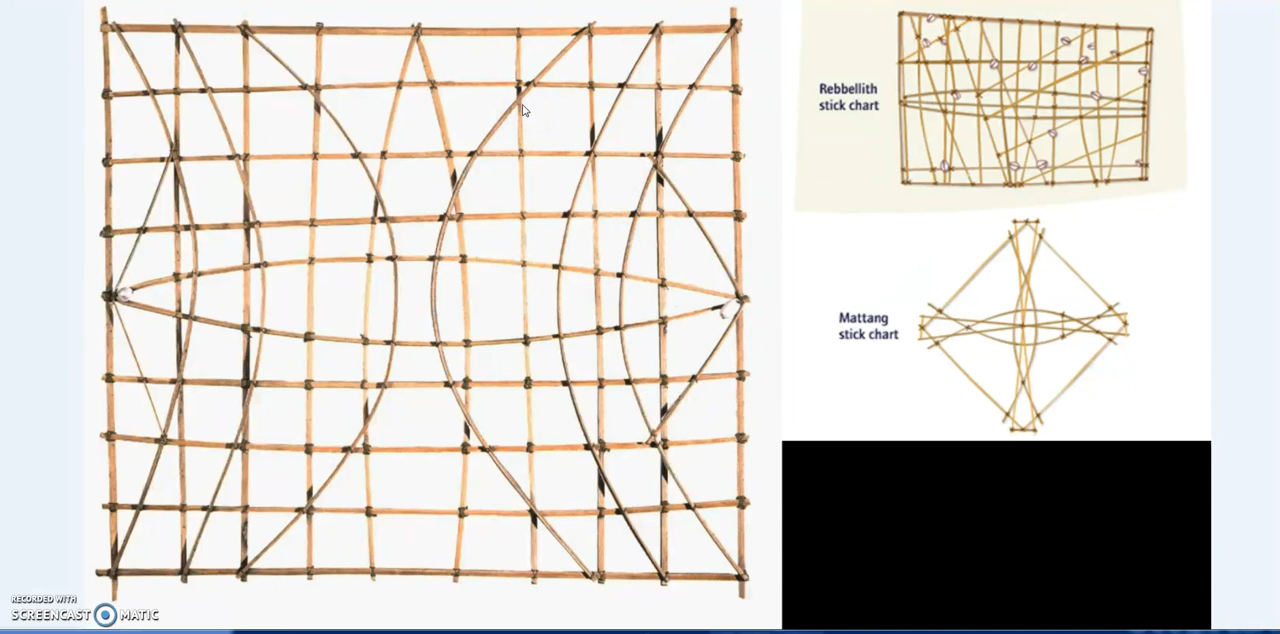 Rebbellith
stick chart
Mattang
stick chart
RECORDED WITH
SCREENCAST MATIC